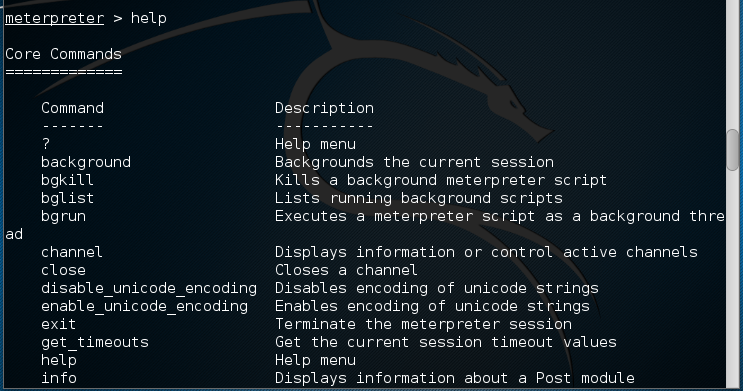 meterpreter > help
Core Commands
=============
Command Description
------- -----------
? Help menu
background Backgrounds the current session
bgkill Kills a background meterpreter script
bglist Lists running background scripts
bgrun Executes a meterpreter script as a background thre
ad
channel Displays information or control active channels
close Closes a channel
disable_unicode_encoding Disables encoding of unicode strings
enable_unicode_encoding Enables encoding of unicode strings
exit Terminate the meterpreter session
get_timeouts Get the current session timeout values
help Help menu
info Displays information about a Post module